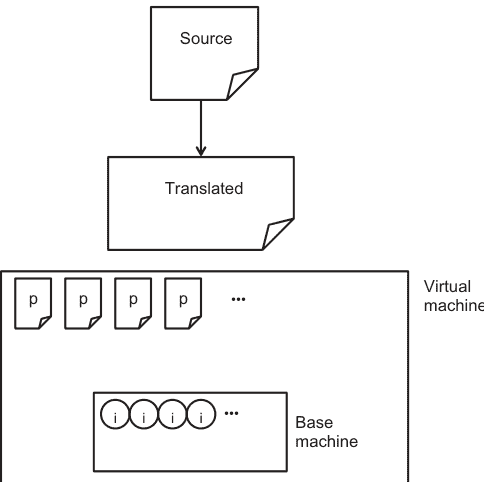 Source
Translated
Virtual
machine
p p p p ...
i i i i ...
Base
machine